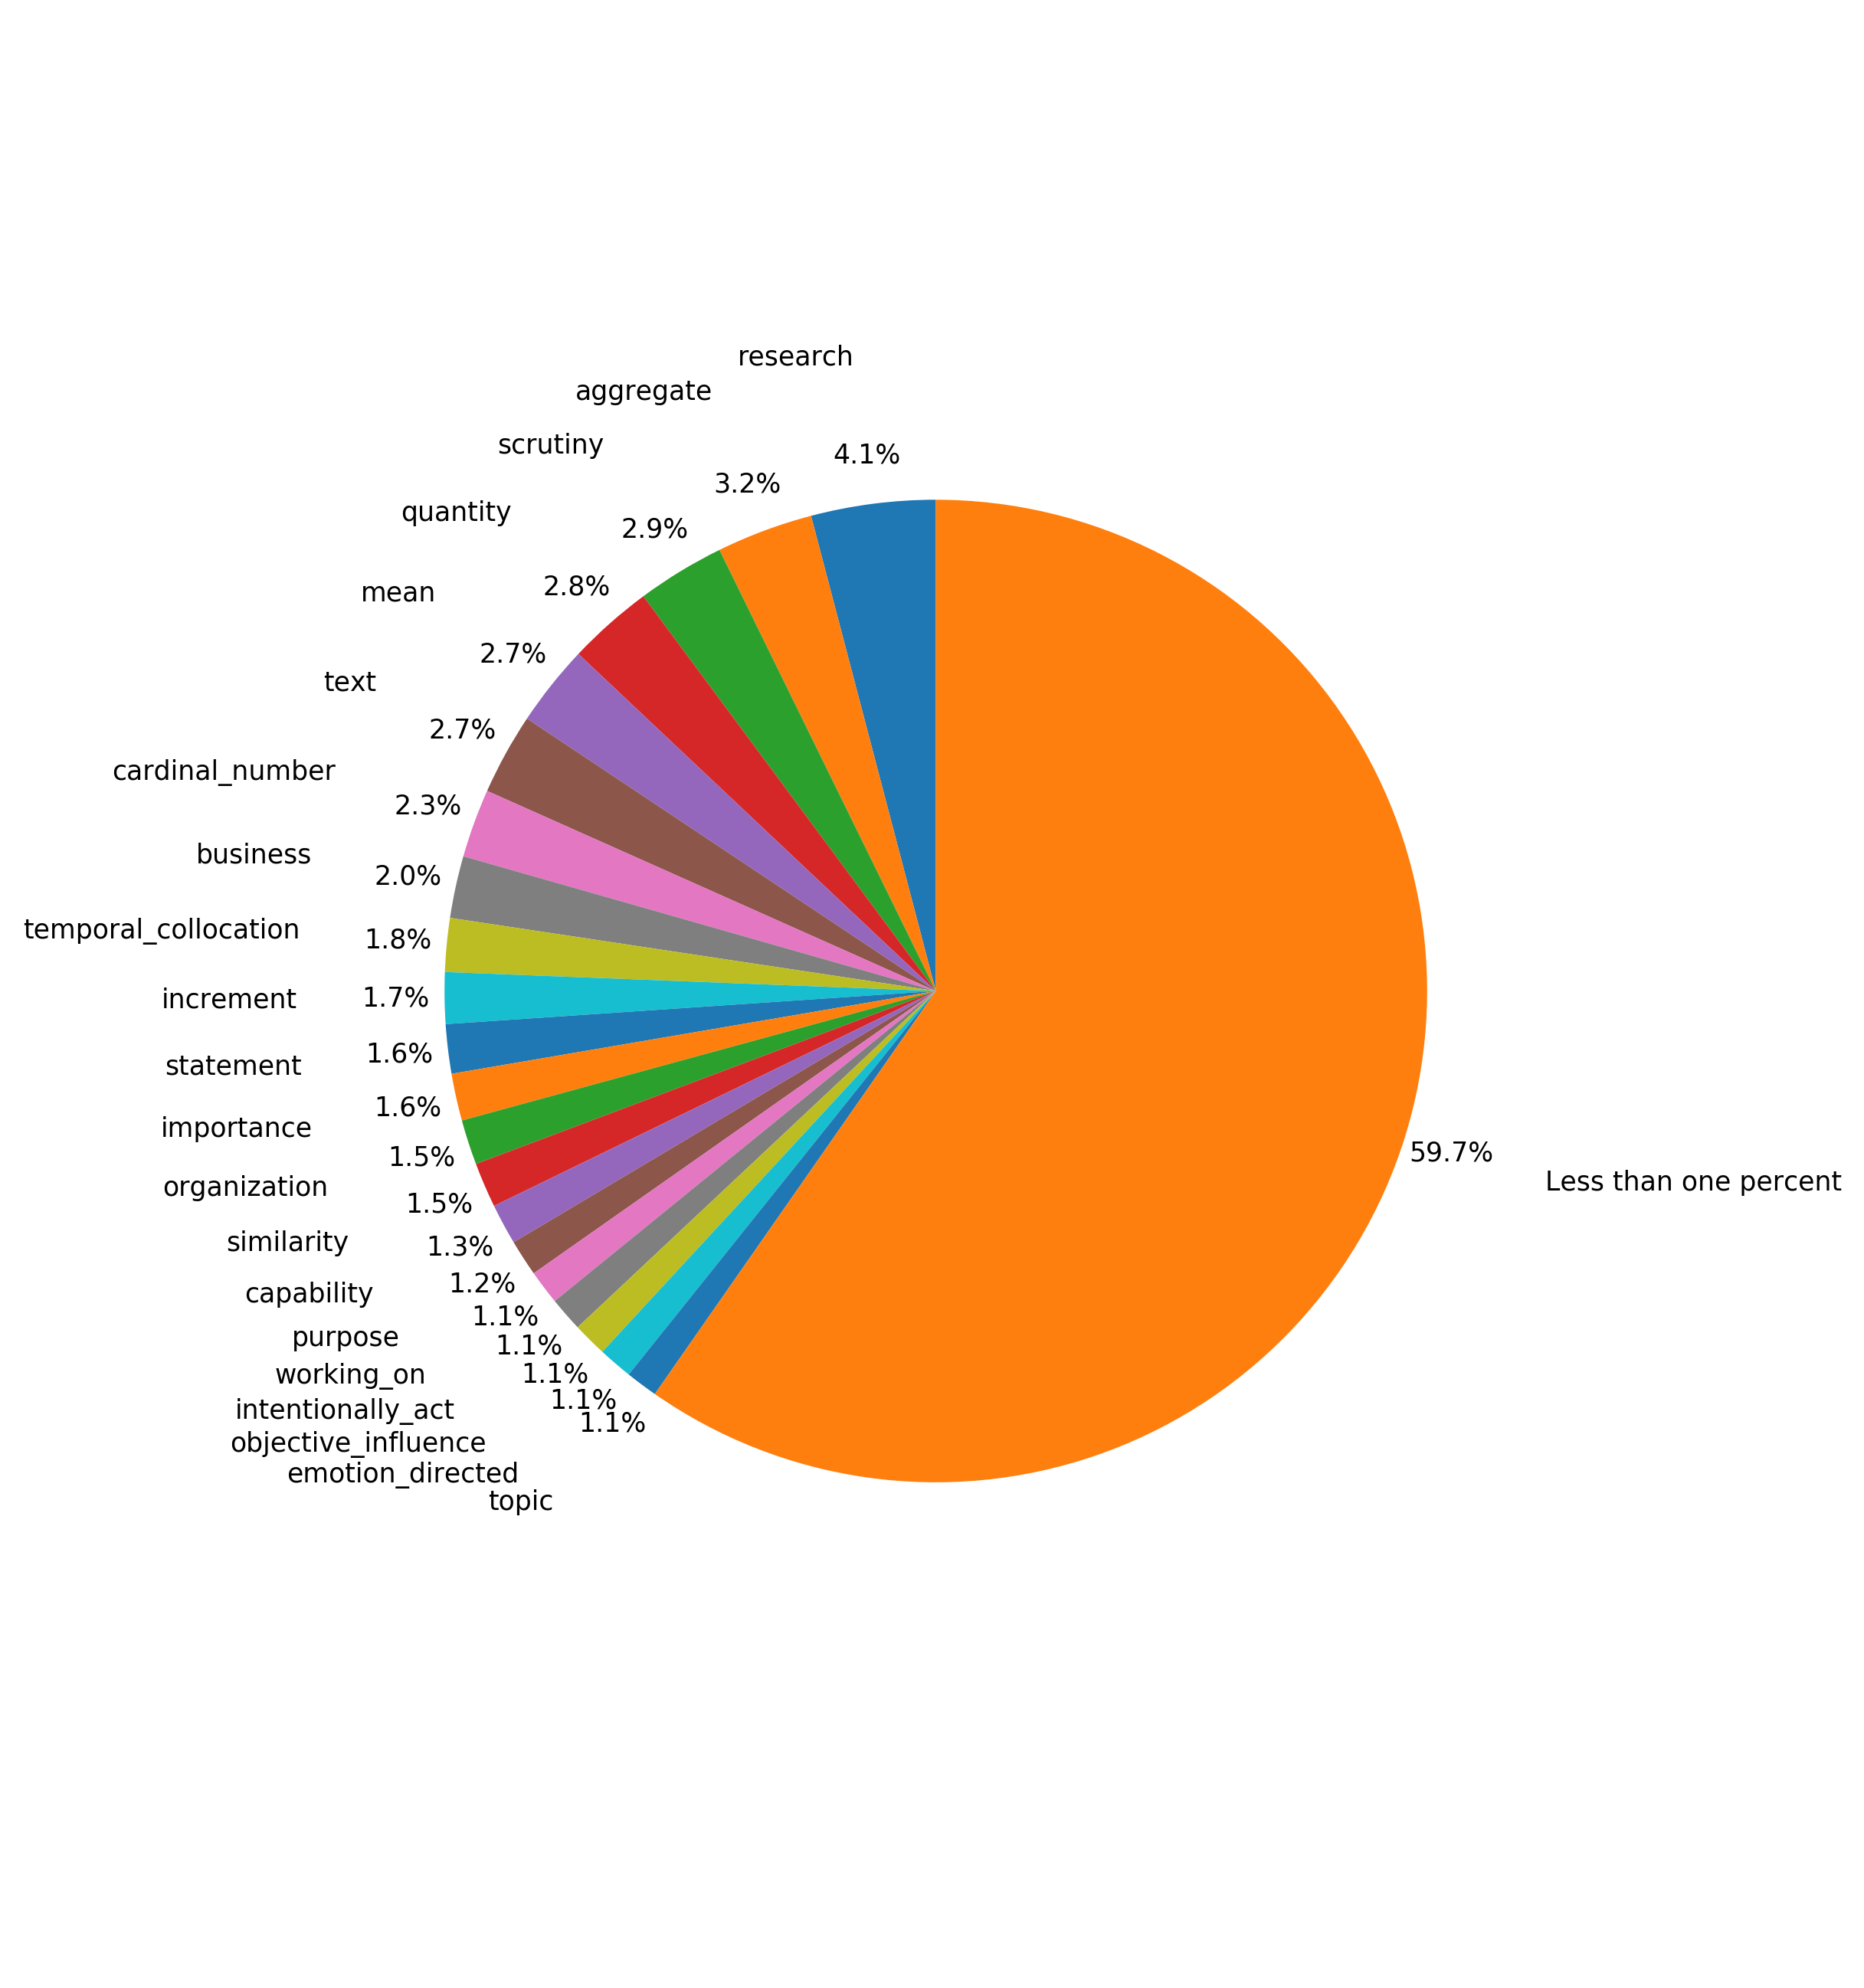 research
aggregate
scrutiny
4.1%
3.2%
quantity
2.9%
2.8%
mean
2.7%
text
2.7%
cardinal_number
2.3%
business
2.0%
temporal_collocation
1.8%
increment
1.7%
statement
1.6%
importance
1.6%
organization
1.5%
similarity
1.5%
capability
1.3%
purpose
1.2%
working_on
1.1%
intentionally_act
1.1%
objective_influence
1.1%
emotion_directed
1.1%
topic
1.1%
59.7%
Less than one percent